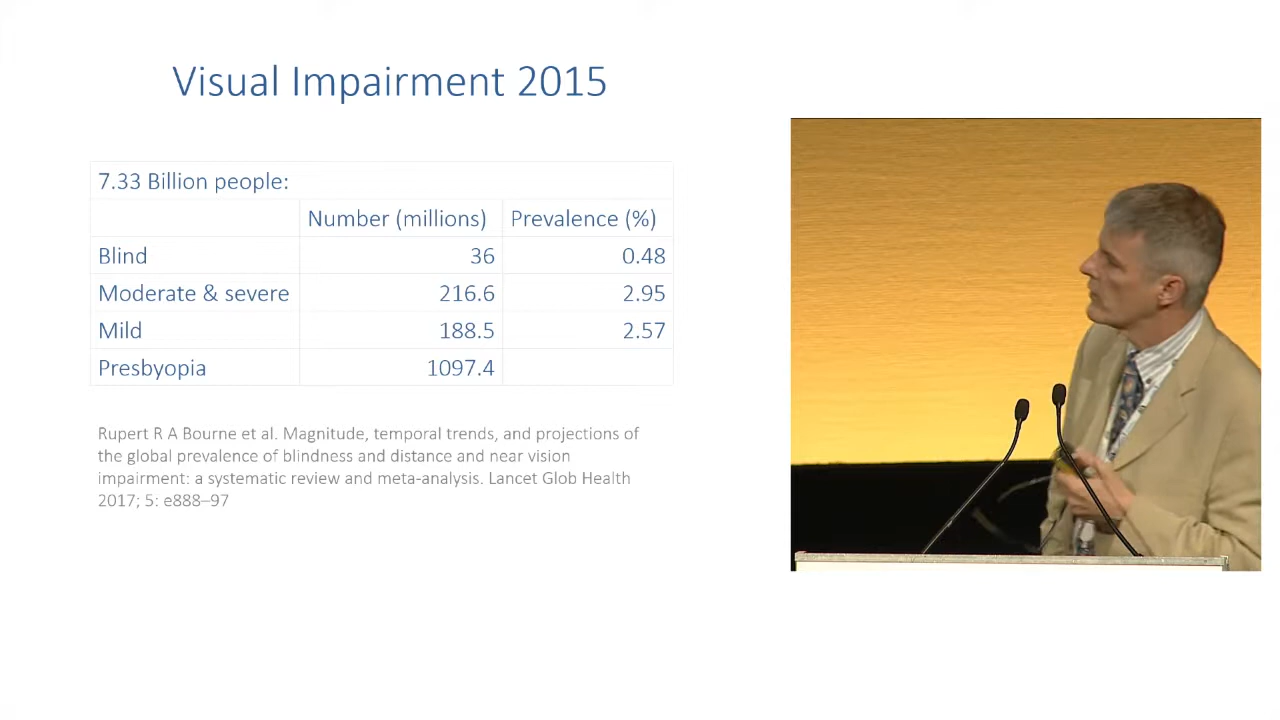 Visual Impairment 2015
7.33 Billion people:
Number (millions) Prevalence (%)
Blind 36 0.48
Moderate & severe 216.6 2.95
Mild 188.5 2.57
Presbyopia 1097.4
Rupert R A Bourne et al. Magnitude, temporal trends, and projections of
the global prevalence of blindness and distance and near vision
impairment: a systematic review and meta-analysis. Lancet Glob Health
2017; 5: e888–97